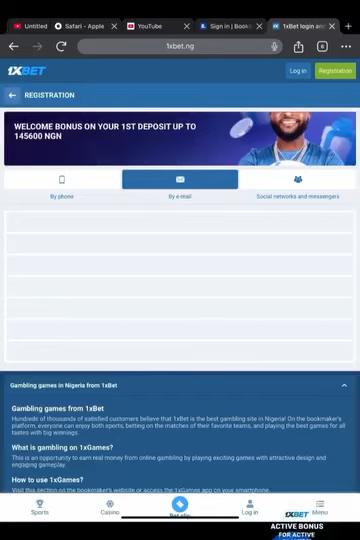 Untitled
Safari - Apple
YouTube
Sign in | Book
1xBet login an
1xbet.ng
6
1XBET
Log in
Registration
REGISTRATION
WELCOME BONUS ON YOUR 1ST DEPOSIT UP TO
145600 NGN
By phone
By e-mail
Social networks and messengers
Gambling games in Nigeria from 1xBet
Gambling games from 1xBet
Hundreds of thousands of satisfied customers believe that 1xBet is the best gambling site in Nigeria! On the bookmaker's
platform, everyone can enjoy both sports, betting on the matches of their favorite teams, and playing the best games for all
tastes with big winnings.
What is gambling on 1xGames?
This is an opportunity to earn real money from online gambling by playing exciting games with attractive design and
engaging gameplay.
How to use 1xGames?
Visit this section on the bookmaker's website or access the 1xGames app on your smartphone.
Sports
Casino
Bet slip
Log in
Menu
1XBET
ACTIVE BONUS
FOR ACTIVE